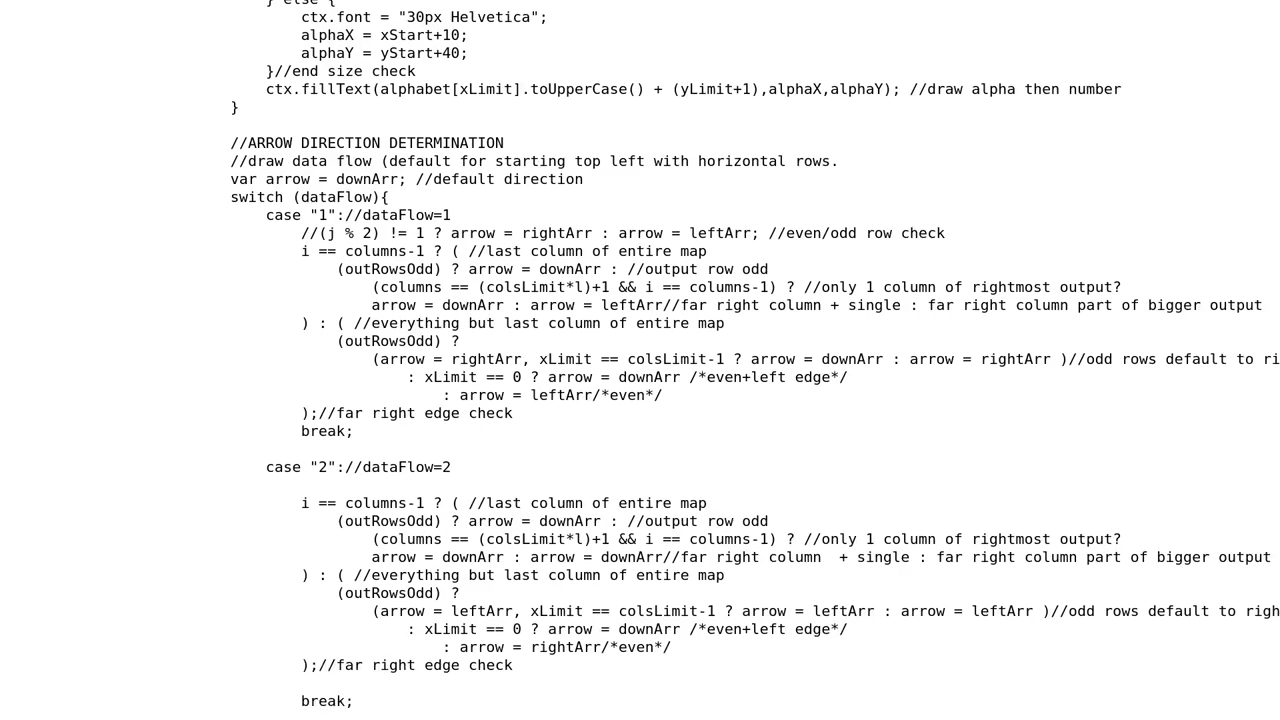 } else {
ctx.font = "30px Helvetica";
alphaX = xStart+10;
alphaY = yStart+40;
}//end size check
ctx.fillText(alphabet[xLimit].toUpperCase() + (yLimit+1),alphaX,alphaY); //draw alpha then number
}
//ARROW DIRECTION DETERMINATION
//draw data flow (default for starting top left with horizontal rows.
var arrow = downArr; //default direction
switch (dataFlow){
case "1"://dataFlow=1
//(j % 2) != 1 ? arrow = rightArr : arrow = leftArr; //even/odd row check
i == columns-1 ? ( //last column of entire map
(outRowsOdd) ? arrow = downArr : //output row odd
(columns == (colsLimit*l)+1 && i == columns-1) ? //only 1 column of rightmost output?
arrow = downArr : arrow = leftArr//far right column + single : far right column part of bigger output
) : ( //everything but last column of entire map
(outRowsOdd) ?
(arrow = rightArr, xLimit == colsLimit-1 ? arrow = downArr : arrow = rightArr )//odd rows default to ri
: xLimit == 0 ? arrow = downArr /*even+left edge*/
: arrow = leftArr/*even*/
);//far right edge check
break;
case "2"://dataFlow=2
i == columns-1 ? ( //last column of entire map
(outRowsOdd) ? arrow = downArr : //output row odd
(columns == (colsLimit*l)+1 && i == columns-1) ? //only 1 column of rightmost output?
arrow = downArr : arrow = downArr//far right column  + single : far right column part of bigger output
) : ( //everything but last column of entire map
(outRowsOdd) ?
(arrow = leftArr, xLimit == colsLimit-1 ? arrow = leftArr : arrow = leftArr )//odd rows default to righ
: xLimit == 0 ? arrow = downArr /*even+left edge*/
: arrow = rightArr/*even*/
);//far right edge check
break;